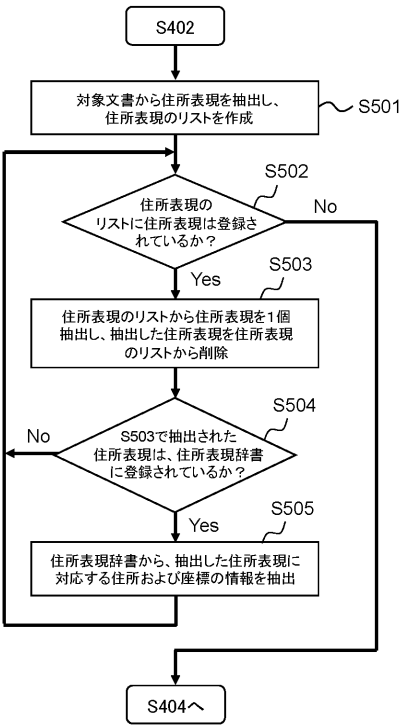 S402
対象文書から住所表現を抽出し、
住所表現のリストを作成
S501
住所表現の
リストに住所表現は登録さ
れているか？
S502
No
Yes
S503
住所表現のリストから住所表現を１個
抽出し、抽出した住所表現を住所表現
のリストから削除
S504
No
S503で抽出された
住所表現は、住所表現辞書
に登録されているか？
Yes
S505
住所表現辞書から、抽出した住所表現に
対応する住所および座標の情報を抽出
S404へ